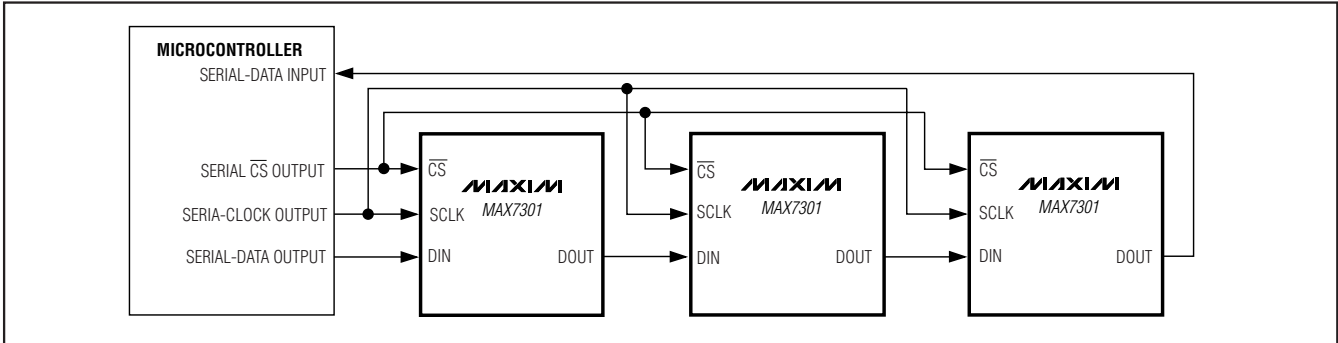 MICROCONTROLLER
SERIAL-DATA INPUT
SERIAL CS OUTPUT
SERIA-CLOCK OUTPUT
SERIAL-DATA OUTPUT
CS
MAXIM
MAX7301
SCLK
DIN
DOUT
CS
MAXIM
MAX7301
SCLK
DIN
DOUT
CS
MAXIM
MAX7301
SCLK
DIN
DOUT